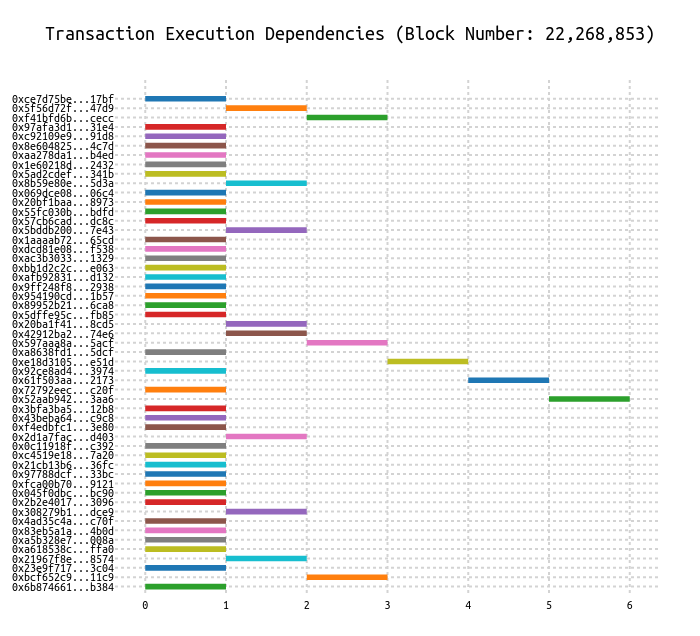 Transaction Execution Dependencies (Block Number: 22,268,853)
0xce7d75be...17bf
0x5f56d72f...47d9
0xf41bfd6b...cecc
0x97afa3d1...31e4
0xc92109e9...91d8
0x8e604825...4c7d
0xaa278da1...b4ed
0x1e60218d...2432
0x5ad2cdef...341b
0x8b59e80e...5d3a
0x069dce08...06c4
0x20bf1baa...8973
0x55fc030b...bdfd
0x57cb6cad...dc8c
0x5bddb200...7e43
0x1aaaab72...65cd
0xdcd81e08...f538
0xac3b3033...1329
0xbb1d2c2c...e063
0xafb92831...d132
0x9ff248f8...2938
0x954190cd...1b57
0x89952b21...6ca8
0x5dffe95c...fb85
0x20ba1f41...8cd5
0x42912ba2...74e6
0x597aaa8a...5acf
0xa8638fd1...5dcf
0xe18d3105...e51d
0x92ce8ad4...3974
0x61f503aa...2173
0x72792eec...c20f
0x52aab942...3aa6
0x3bfa3ba5...12b8
0x43beba64...c9c8
0xf4edbfc1...3e80
0x2d1a7fac...d403
0x0c11918f...c392
0xc4519e18...7a20
0x21cb13b6...36fc
0x97788dcf...33bc
0xfca00b70...9121
0x045f0dbc...bc90
0x2b2e4017...3096
0x308279b1...dce9
0x4ad35c4a...c70f
0x83eb5a1a...4b0d
0xa5b328e7...008a
0xa618538c...ffa0
0x21967f8e...8574
0x23e9f717...3c04
0xbcf652c9...11c9
0x6b874661...b384
0 1 2 3 4 5 6